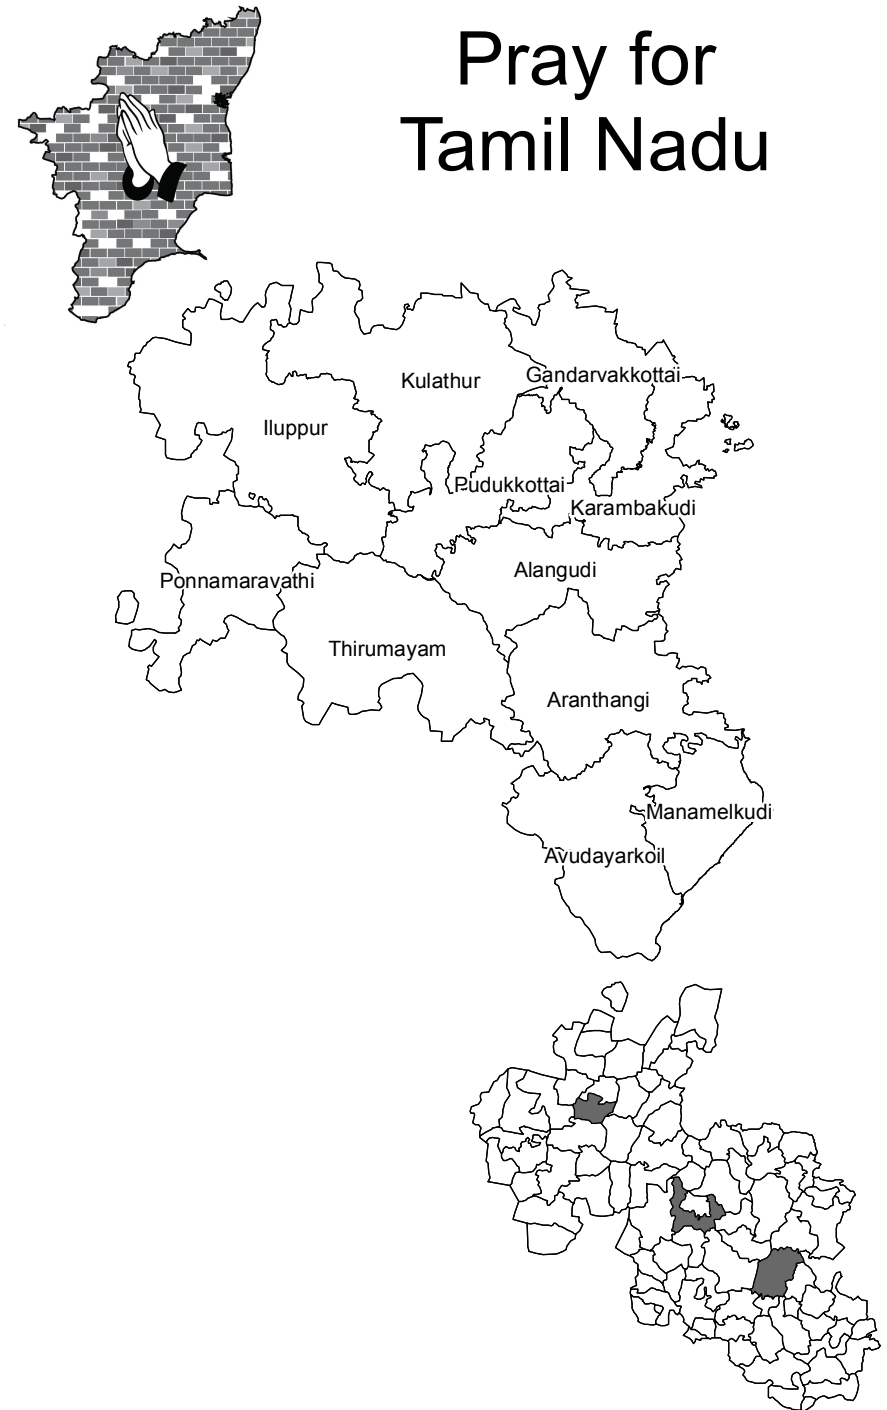 Pray for
Tamil Nadu
Kulathur
Gandarvakkottai
Iluppur
Pudukkottai
Karambakudi
Alangudi
Ponnamaravathi
Thirumayam
Aranthangi
Manamelkudi
Avudayarkoil